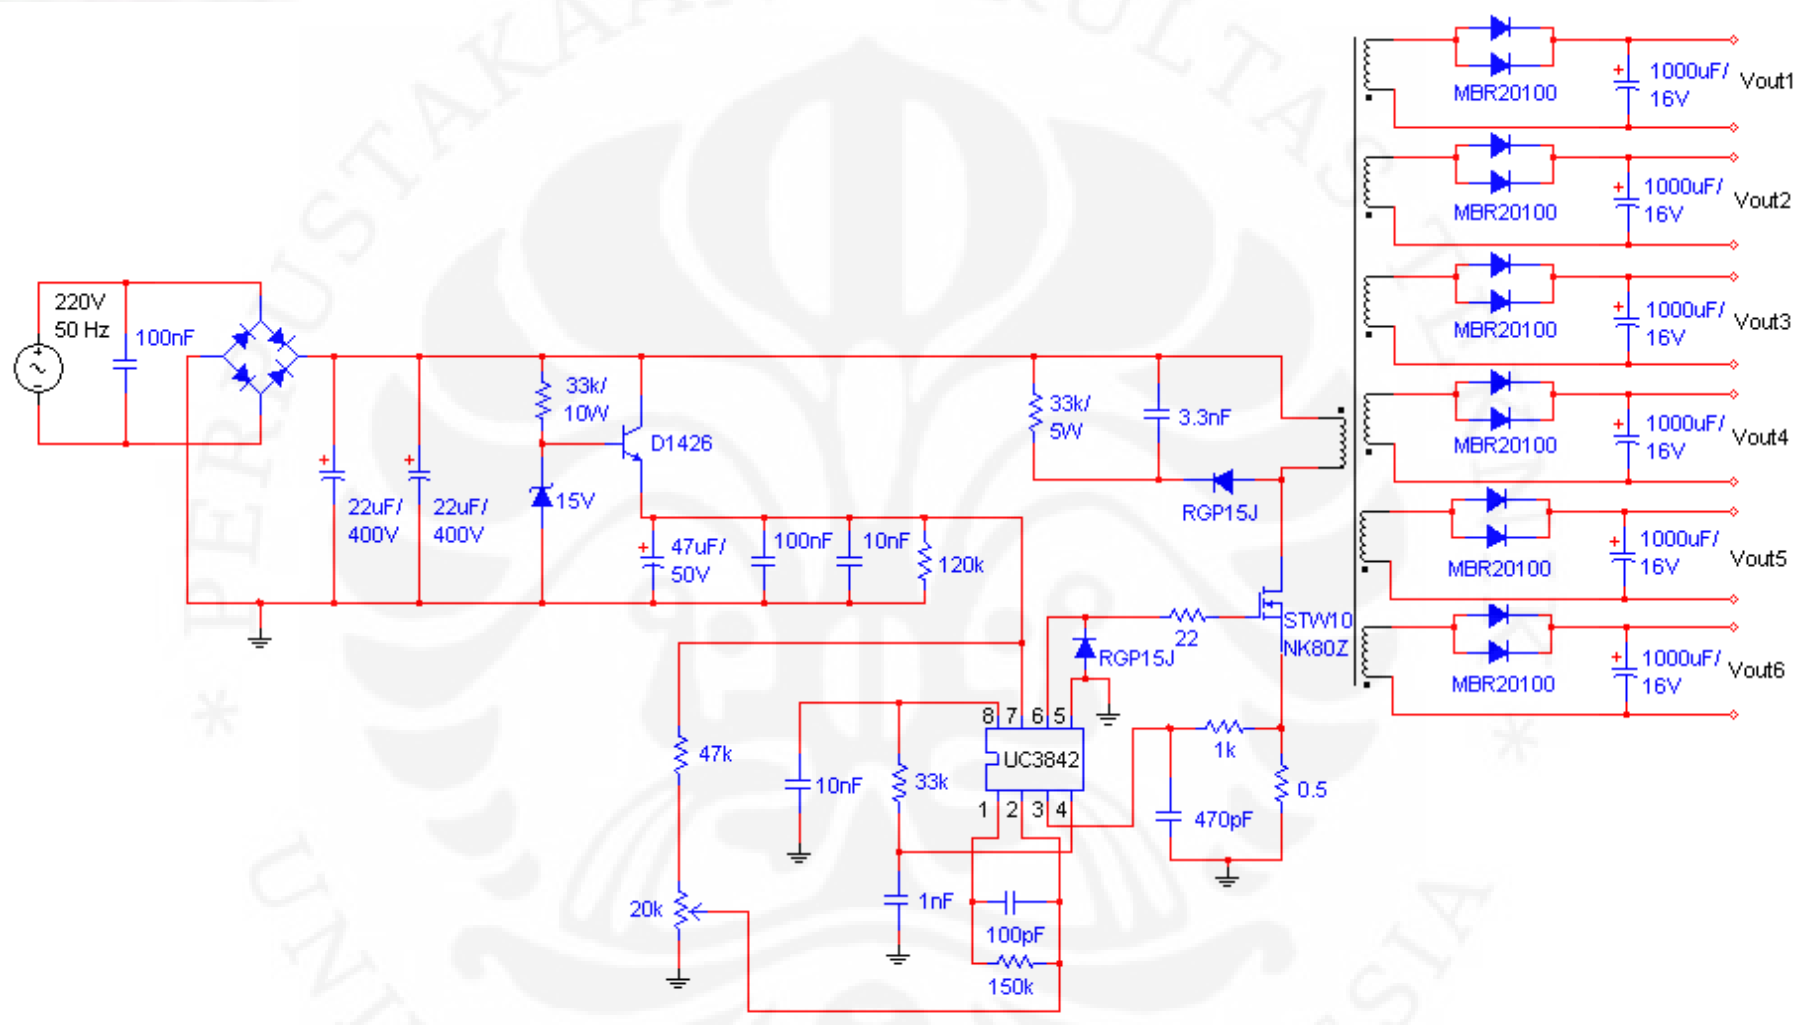 220V
50 Hz
100nF
22uF/
400V
22uF/
400V
33k/
10W
15V
D1426
47uF/
50V
100nF
10nF
120k
33k/
5W
3.3nF
RGP15J
STW10
NK80Z
22
RGP15J
8 7 6 5
UC3842
1 2 3 4
47k
20k
10nF
33k
1nF
100pF
150k
1k
470pF
0.5
MBR20100
1000uF/
16V
Vout1
MBR20100
1000uF/
16V
Vout2
MBR20100
1000uF/
16V
Vout3
MBR20100
1000uF/
16V
Vout4
MBR20100
1000uF/
16V
Vout5
MBR20100
1000uF/
16V
Vout6